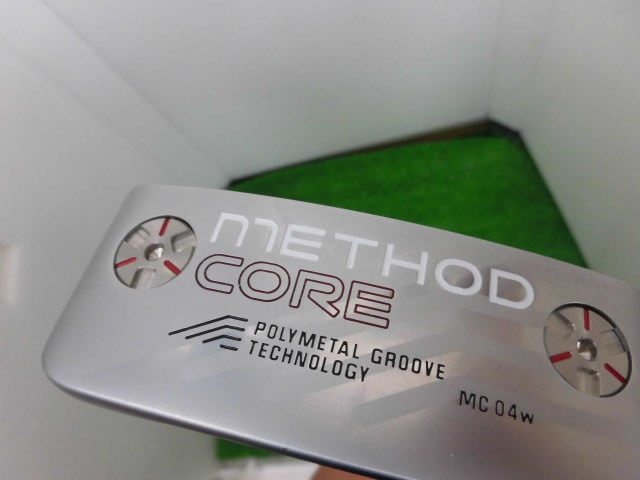 METHOD
CORE
POLYMETAL GROOVE
TECHNOLOGY
MC 04w